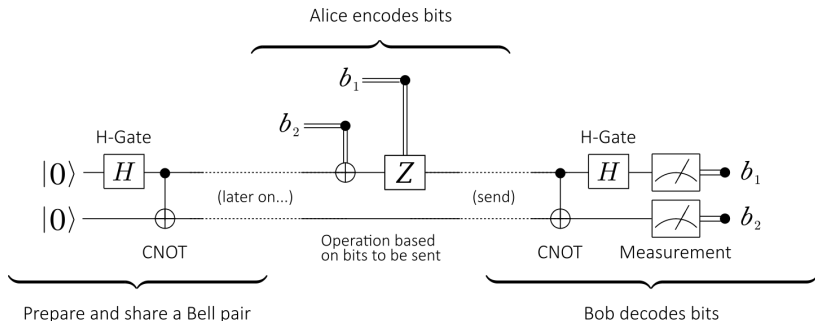 Alice encodes bits
b₁
b₂
H-Gate
H-Gate
|0⟩ H Z H b₁
(later on...) (send)
|0⟩ b₂
CNOT Operation based CNOT Measurement
on bits to be sent
Prepare and share a Bell pair Bob decodes bits